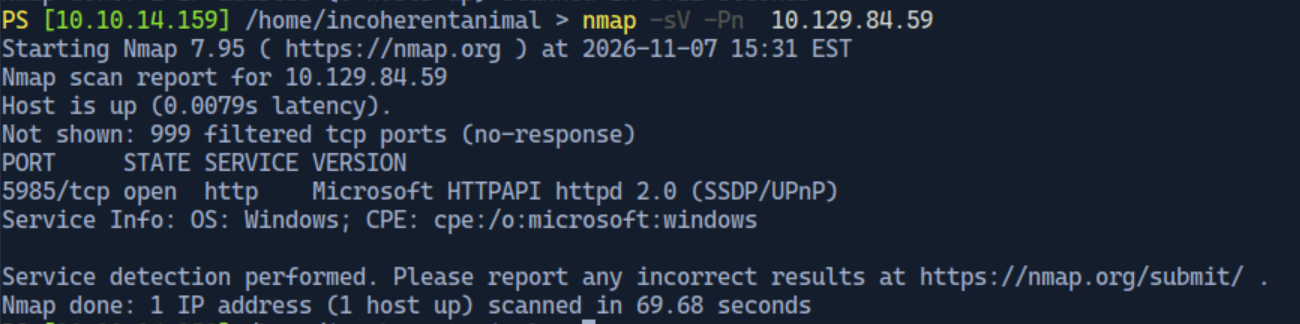 PS [10.10.14.159] /home/incoherentanimal > nmap -sV -Pn  10.129.84.59
Starting Nmap 7.95 ( https://nmap.org ) at 2026-11-07 15:31 EST
Nmap scan report for 10.129.84.59
Host is up (0.0079s latency).
Not shown: 999 filtered tcp ports (no-response)
PORT     STATE SERVICE VERSION
5985/tcp open  http    Microsoft HTTPAPI httpd 2.0 (SSDP/UPnP)
Service Info: OS: Windows; CPE: cpe:/o:microsoft:windows
Service detection performed. Please report any incorrect results at https://nmap.org/submit/ .
Nmap done: 1 IP address (1 host up) scanned in 69.68 seconds